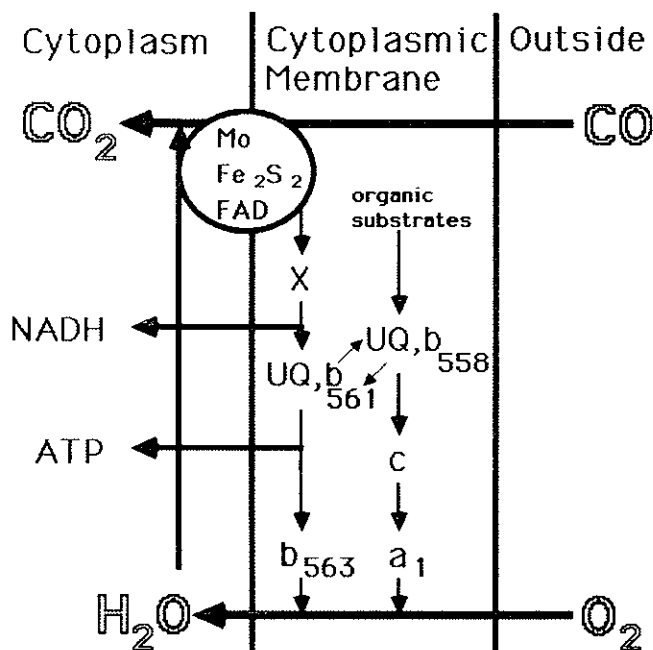 Cytoplasm
Cytoplasmic Membrane
Outside
CO2
CO
Mo
Fe2S2
FAD
organic
substrates
X
NADH
UQ,b558
UQ,b561
ATP
c
b563
a1
H2O
O2